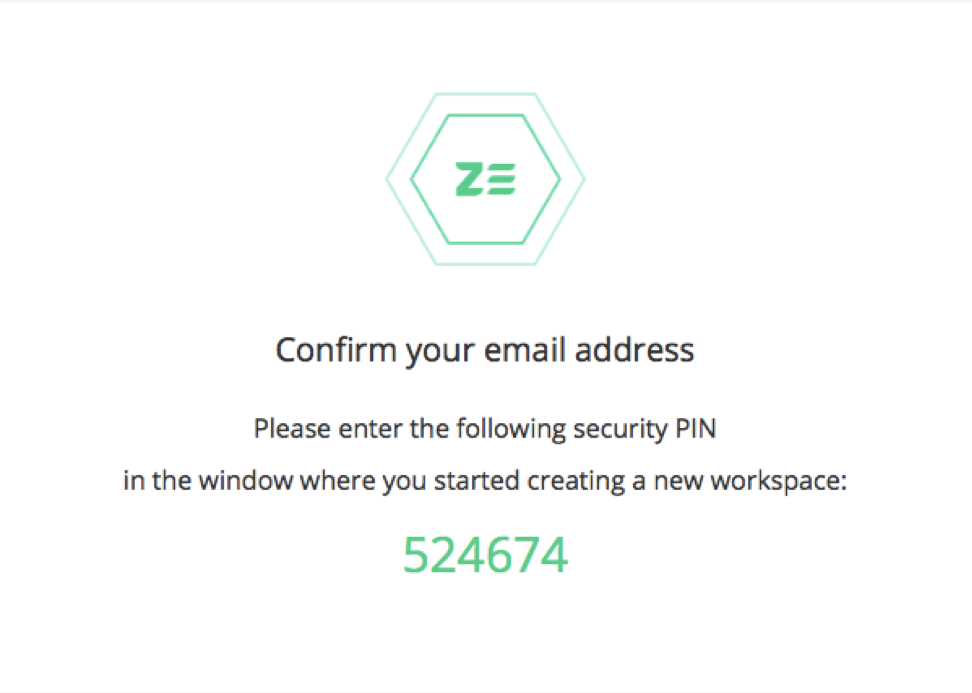 ZE
Confirm your email address
Please enter the following security PIN
in the window where you started creating a new workspace:
524674